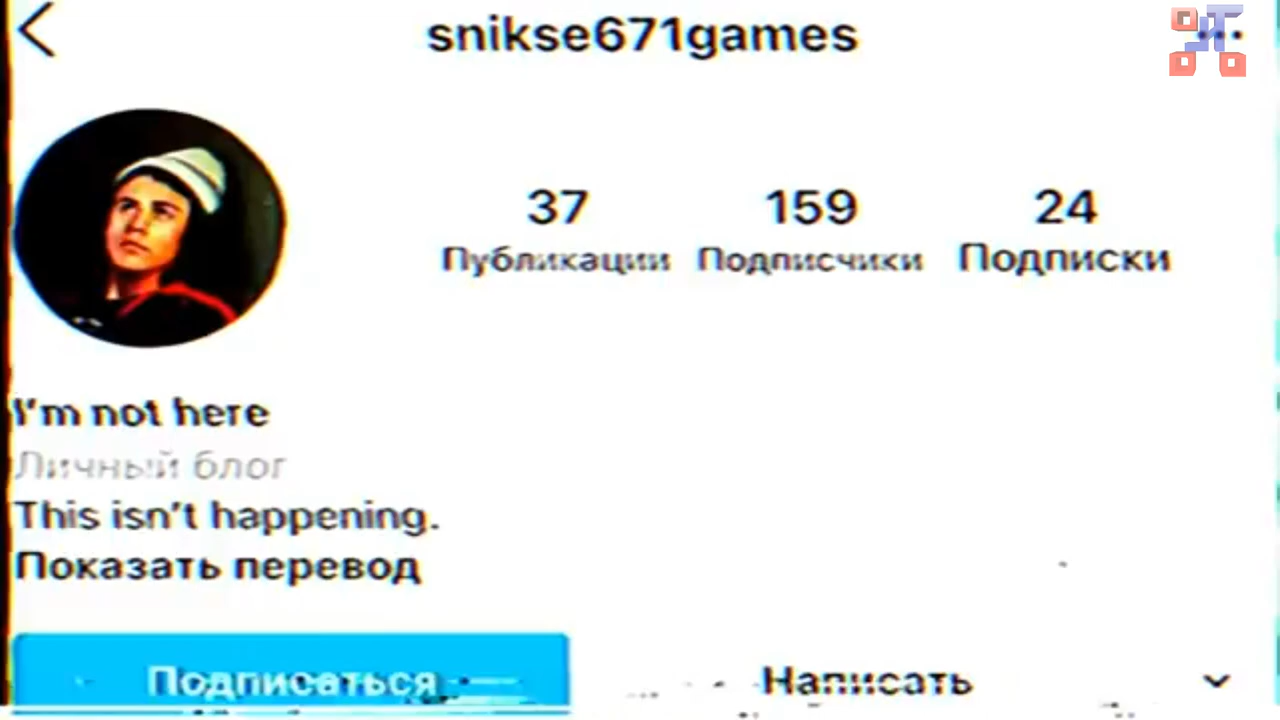 snikse671games
37 159 24
Публикации Подписчики Подписки
I'm not here
Личный блог
This isn't happening.
Показать перевод
Подписаться Написать